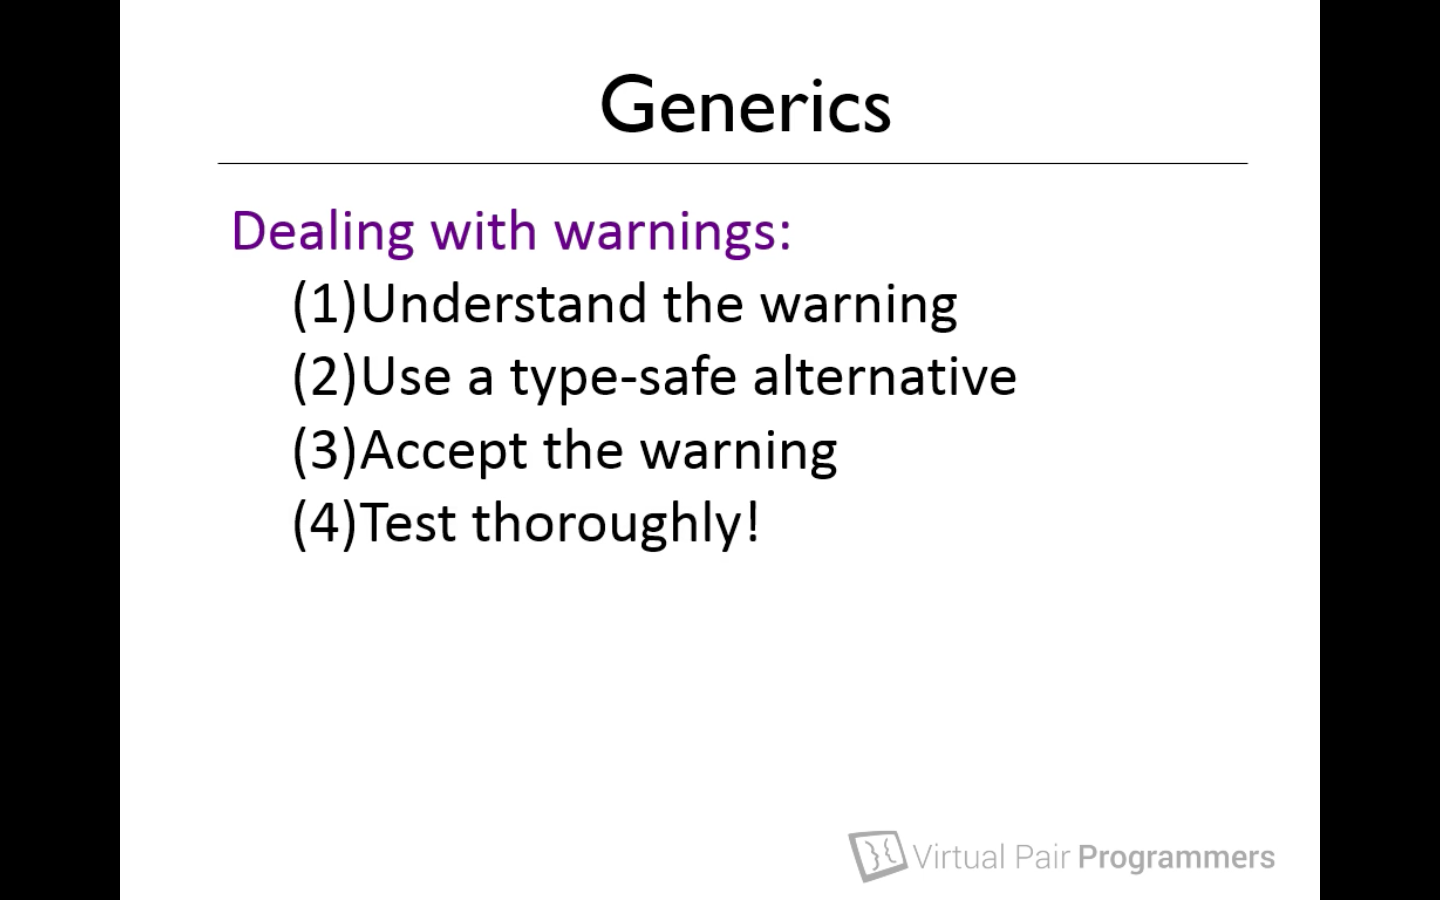 Generics
Dealing with warnings:
(1)Understand the warning
(2)Use a type-safe alternative
(3)Accept the warning
(4)Test thoroughly!
Virtual Pair Programmers